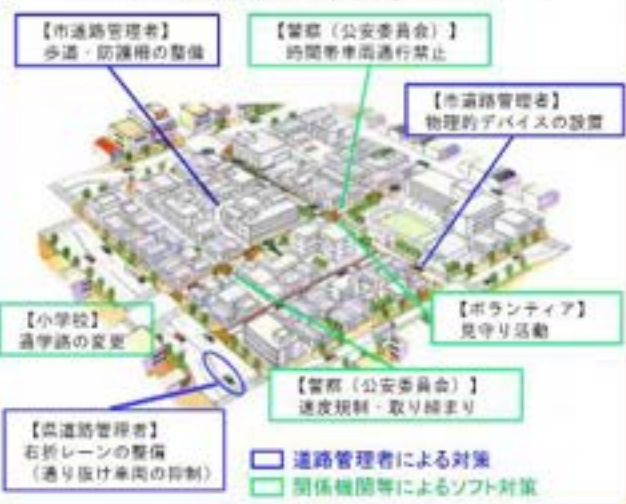 【市道路管理者】
歩道・防護柵の整備
【警察（公安委員会）】
時間帯車両通行禁止
【市道路管理者】
物理的デバイスの設置
【小学校】
通学路の変更
【ボランティア】
見守り活動
【警察（公安委員会）】
速度規制・取り締まり
【県道路管理者】
右折レーンの整備
（通り抜け車両の抑制）
道路管理者による対策
関係機関等によるソフト対策